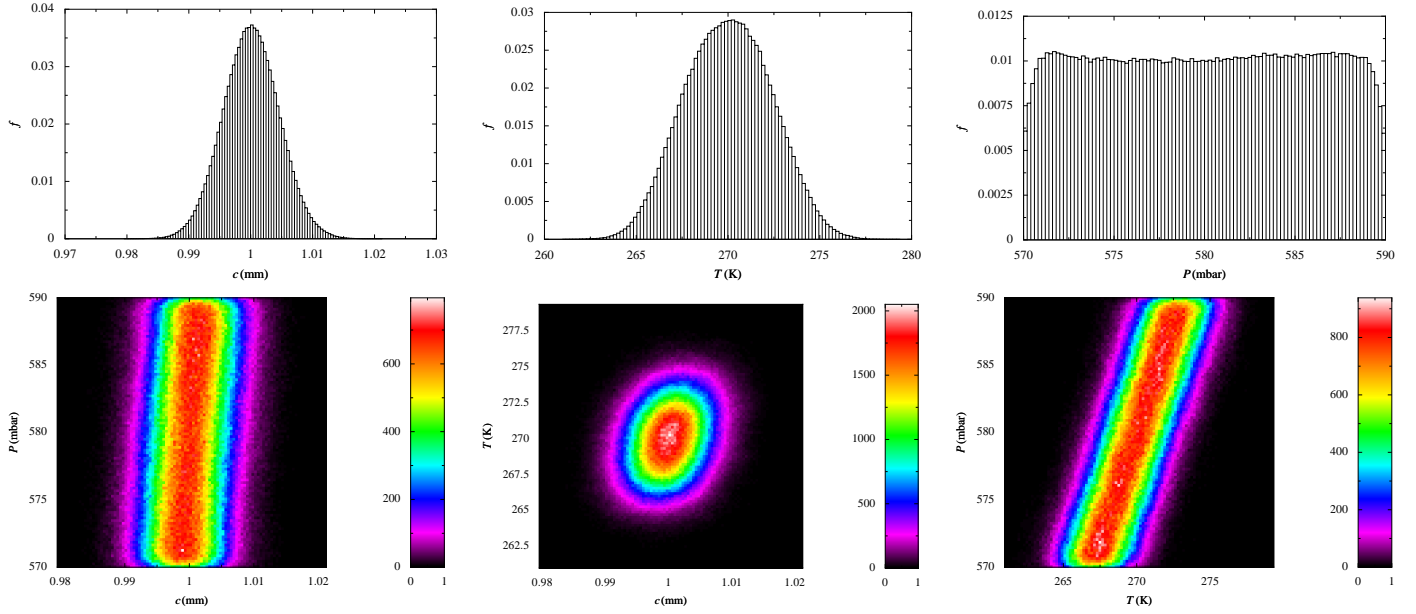 0.04
0.03
0.02
0.01
0
f
0.97 0.98 0.99 1 1.01 1.02 1.03
c (mm)
0.03
0.025
0.02
0.015
0.01
0.005
0
f
260 265 270 275 280
T (K)
0.0125
0.01
0.0075
0.005
0.0025
0
f
570 575 580 585 590
P (mbar)
590
585
580
575
570
P (mbar)
0.98 0.99 1 1.01 1.02
c (mm)
600
400
200
0
0 1
277.5
275
272.5
270
267.5
265
262.5
T (K)
0.98 0.99 1 1.01 1.02
c (mm)
2000
1500
1000
500
0
0 1
590
585
580
575
570
P (mbar)
265 270 275
T (K)
800
600
400
200
0
0 1